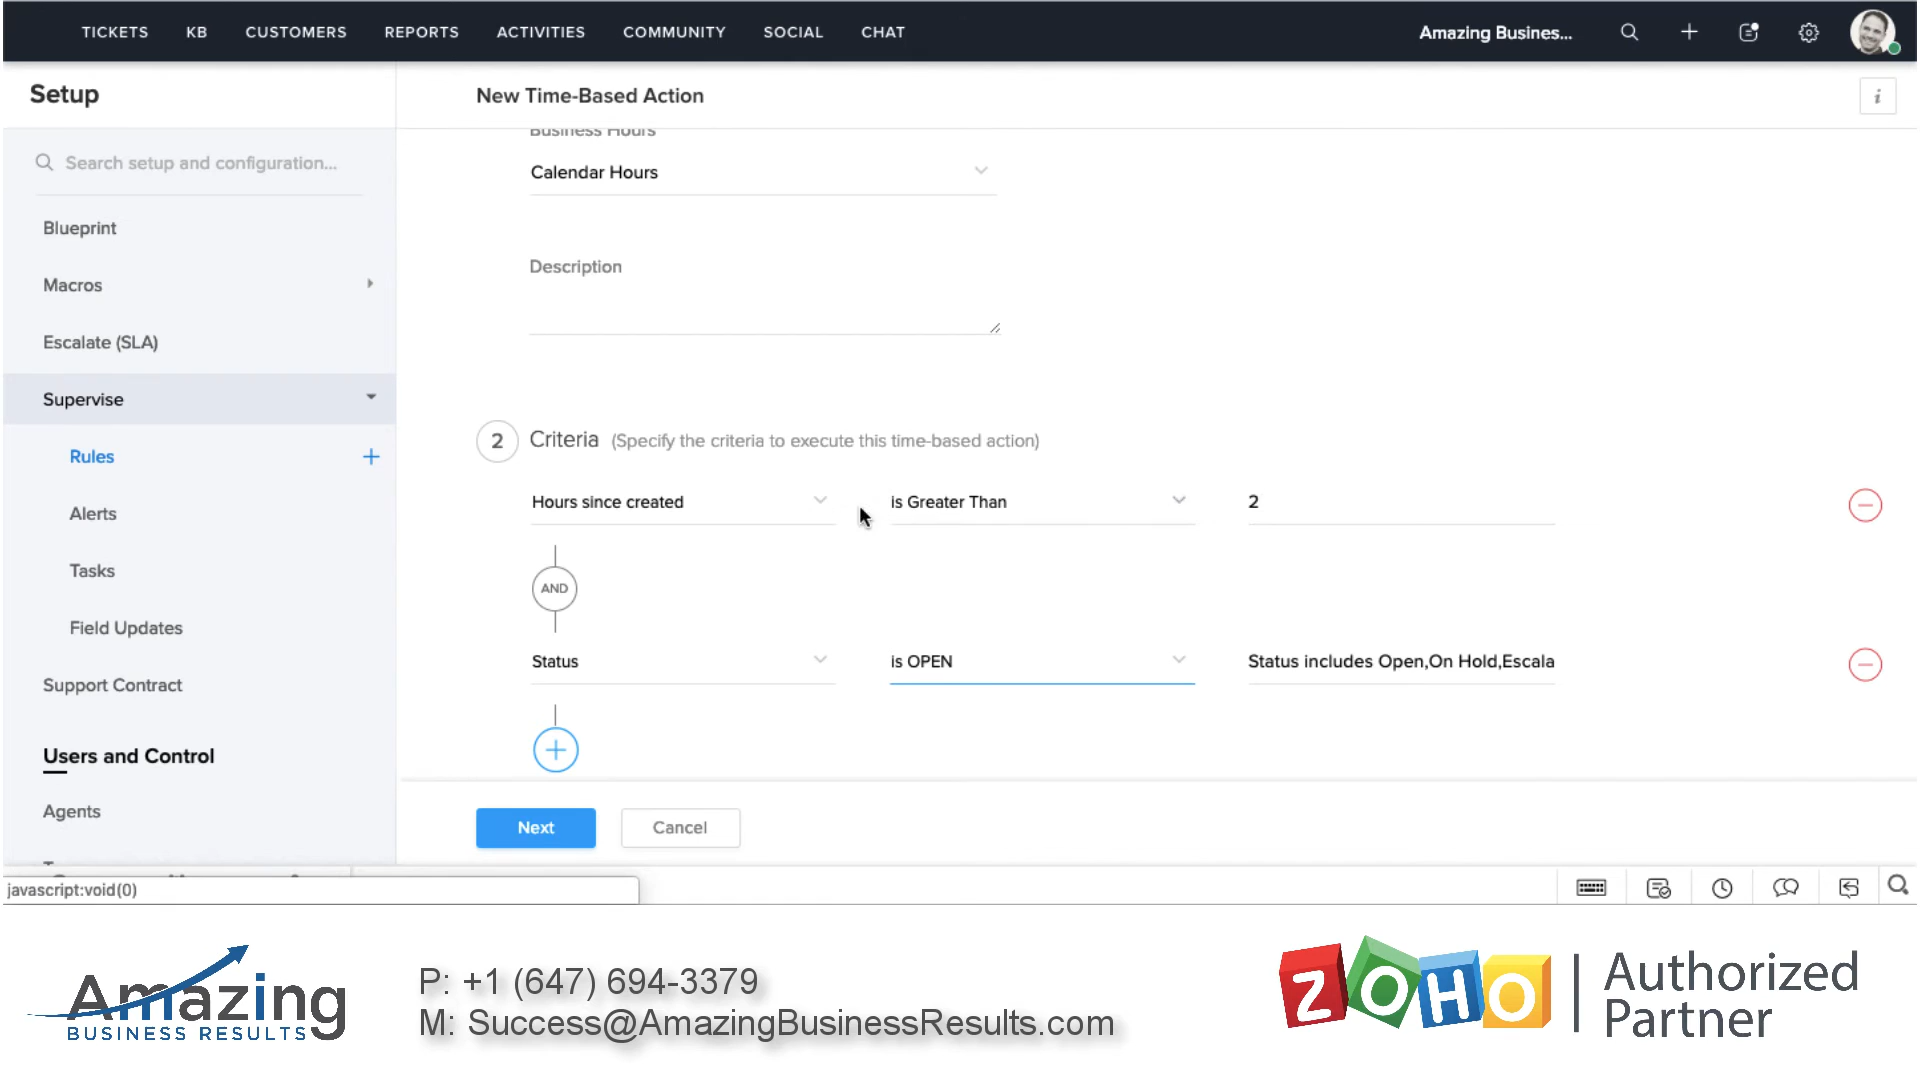 TICKETS KB CUSTOMERS REPORTS ACTIVITIES COMMUNITY SOCIAL CHAT Amazing Busines...
Setup
New Time-Based Action
i
Search setup and configuration...
Business Hours
Calendar Hours
Blueprint
Description
Macros
Escalate (SLA)
Supervise
2 Criteria (Specify the criteria to execute this time-based action)
Rules
Hours since created is Greater Than 2
Alerts
Tasks
AND
Field Updates
Status is OPEN Status includes Open,On Hold,Escala
Support Contract
Users and Control
Agents
Next Cancel
javascript:void(0)
Amazing
BUSINESS RESULTS
P: +1 (647) 694-3379
M: Success@AmazingBusinessResults.com
ZOHO
Authorized
Partner